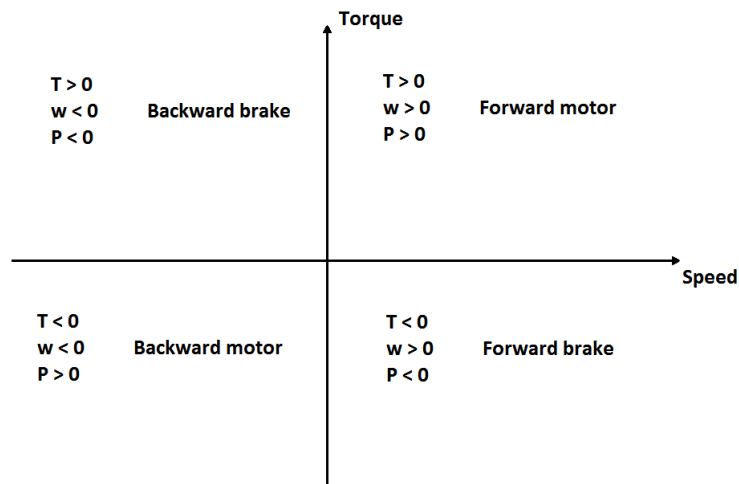 Torque
T > 0
w < 0
P < 0
Backward brake
T > 0
w > 0
P > 0
Forward motor
Speed
T < 0
w < 0
P > 0
Backward motor
T < 0
w > 0
P < 0
Forward brake